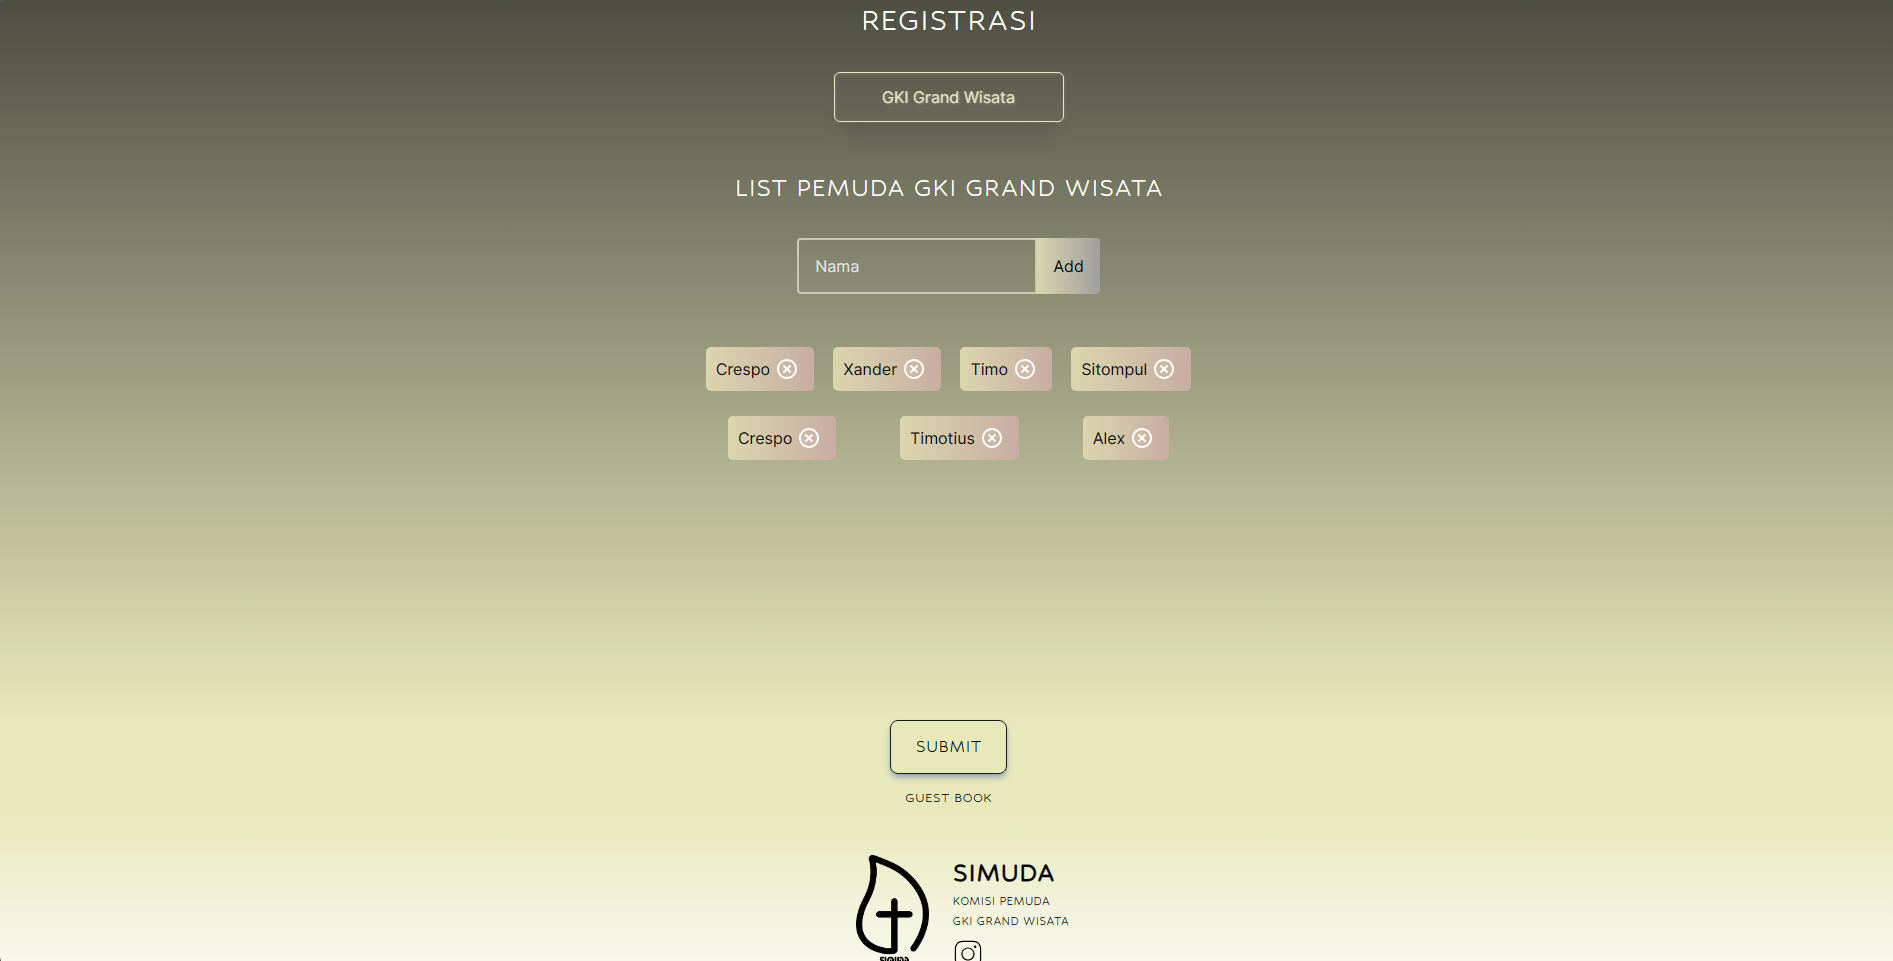 REGISTRASI
GKI Grand Wisata
LIST PEMUDA GKI GRAND WISATA
Nama Add
Crespo Xander Timo Sitompul
Crespo Timotius Alex
SUBMIT
GUEST BOOK
SIMUDA
KOMISI PEMUDA
GKI GRAND WISATA
SIMUDA